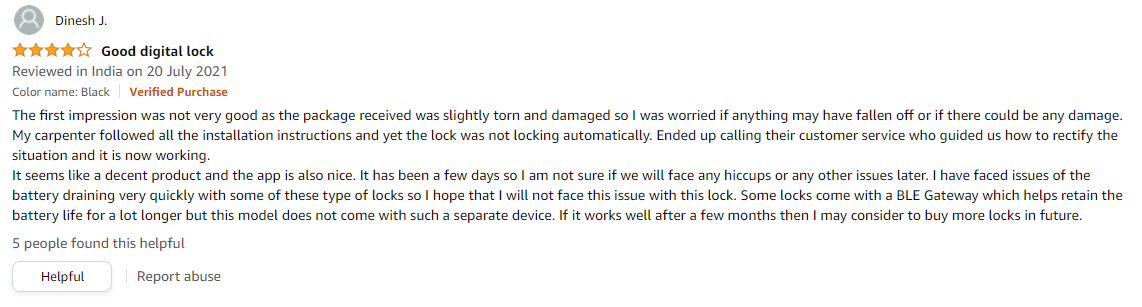 Dinesh J.
Good digital lock
Reviewed in India on 20 July 2021
Color name: Black Verified Purchase
The first impression was not very good as the package received was slightly torn and damaged so I was worried if anything may have fallen off or if there could be any damage.
My carpenter followed all the installation instructions and yet the lock was not locking automatically. Ended up calling their customer service who guided us how to rectify the
situation and it is now working.
It seems like a decent product and the app is also nice. It has been a few days so I am not sure if we will face any hiccups or any other issues later. I have faced issues of the
battery draining very quickly with some of these type of locks so I hope that I will not face this issue with this lock. Some locks come with a BLE Gateway which helps retain the
battery life for a lot longer but this model does not come with such a separate device. If it works well after a few months then I may consider to buy more locks in future.
5 people found this helpful
Helpful Report abuse